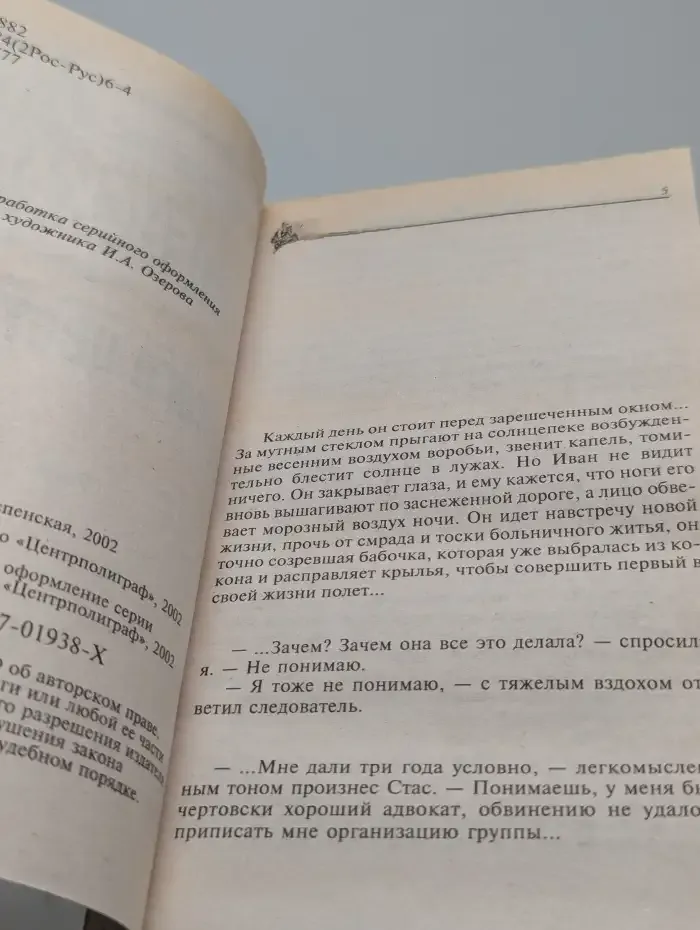 882
4(2Рос-Рус)6-4
77
работка серийного оформления
художника И.А. Озерова
пенская, 2002
о «Центрполиграф», 2002
оформление серии
«Центрполиграф», 2002
7-01938-X
об авторском праве.
ги или любой ее части
го разрешения издателя
ушения закона
удебном порядке.
5
Каждый день он стоит перед зарешеченным окном...
За мутным стеклом прыгают на солнцепеке возбужден-
ные весенним воздухом воробьи, звенит капель, томи-
тельно блестит солнце в лужах. Но Иван не видит
ничего. Он закрывает глаза, и ему кажется, что ноги его
вновь вышагивают по заснеженной дороге, а лицо обве-
вает морозный воздух ночи. Он идет навстречу новой
жизни, прочь от смрада и тоски больничного житья, он
точно созревшая бабочка, которая уже выбралась из ко-
кона и расправляет крылья, чтобы совершить первый в
своей жизни полет...
— ...Зачем? Зачем она все это делала? — спросил
я. — Не понимаю.
— Я тоже не понимаю, — с тяжелым вздохом от
ветил следователь.
— ...Мне дали три года условно, — легкомыслен
ным тоном произнес Стас. — Понимаешь, у меня бы
чертовски хороший адвокат, обвинению не удало
приписать мне организацию группы...